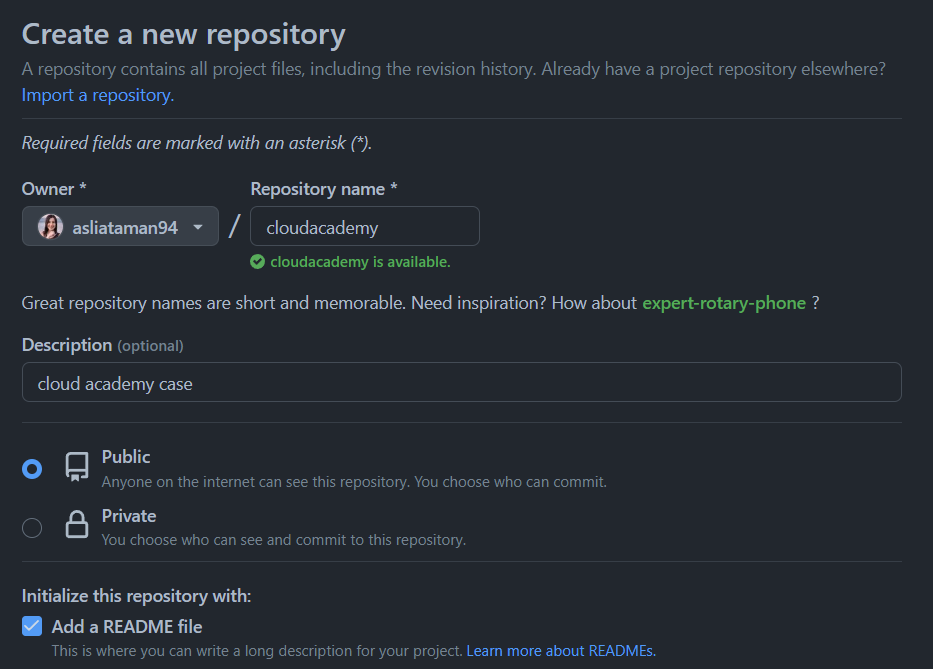 Create a new repository
A repository contains all project files, including the revision history. Already have a project repository elsewhere?
Import a repository.
Required fields are marked with an asterisk (*).
Owner *
Repository name *
asliataman94
/
cloudacademy
cloudacademy is available.
Great repository names are short and memorable. Need inspiration? How about expert-rotary-phone ?
Description (optional)
cloud academy case
Public
Anyone on the internet can see this repository. You choose who can commit.
Private
You choose who can see and commit to this repository.
Initialize this repository with:
Add a README file
This is where you can write a long description for your project. Learn more about READMEs.